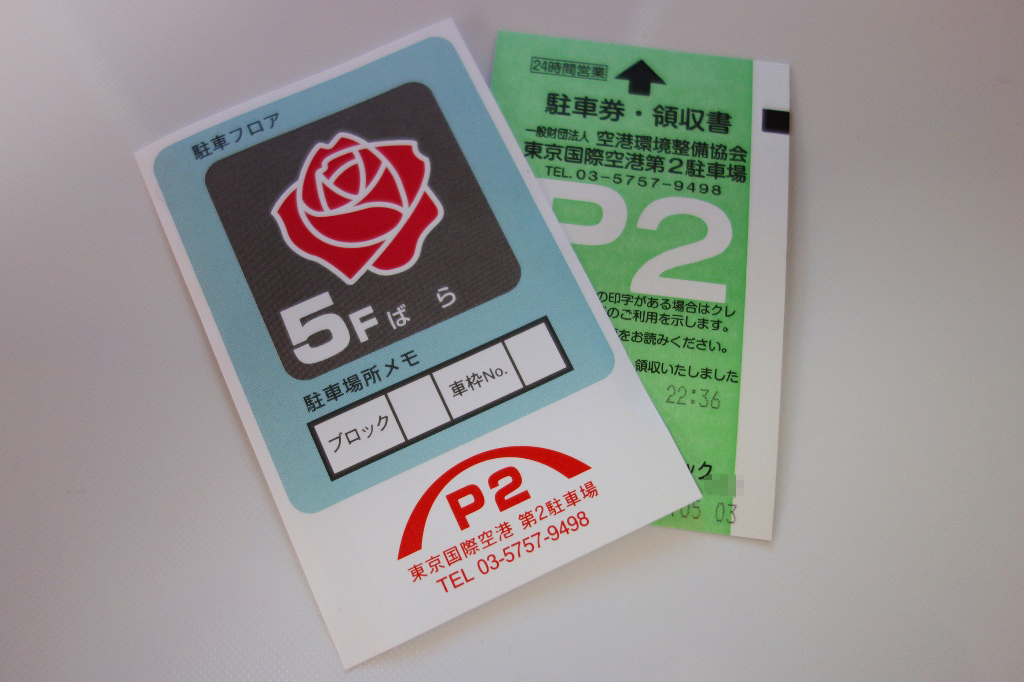 駐車フロア
5F ばら
駐車場所メモ
ブロック 車枠No.
P2
東京国際空港 第2駐車場
TEL 03-5757-9498
24時間営業
駐車券・領収書
一般財団法人 空港環境整備協会
東京国際空港第2駐車場
TEL.03-5757-9498
P2
の印字がある場合はクレ
のご利用を示します。
をお読みください。
領収いたしました
22:36
ック
05 03